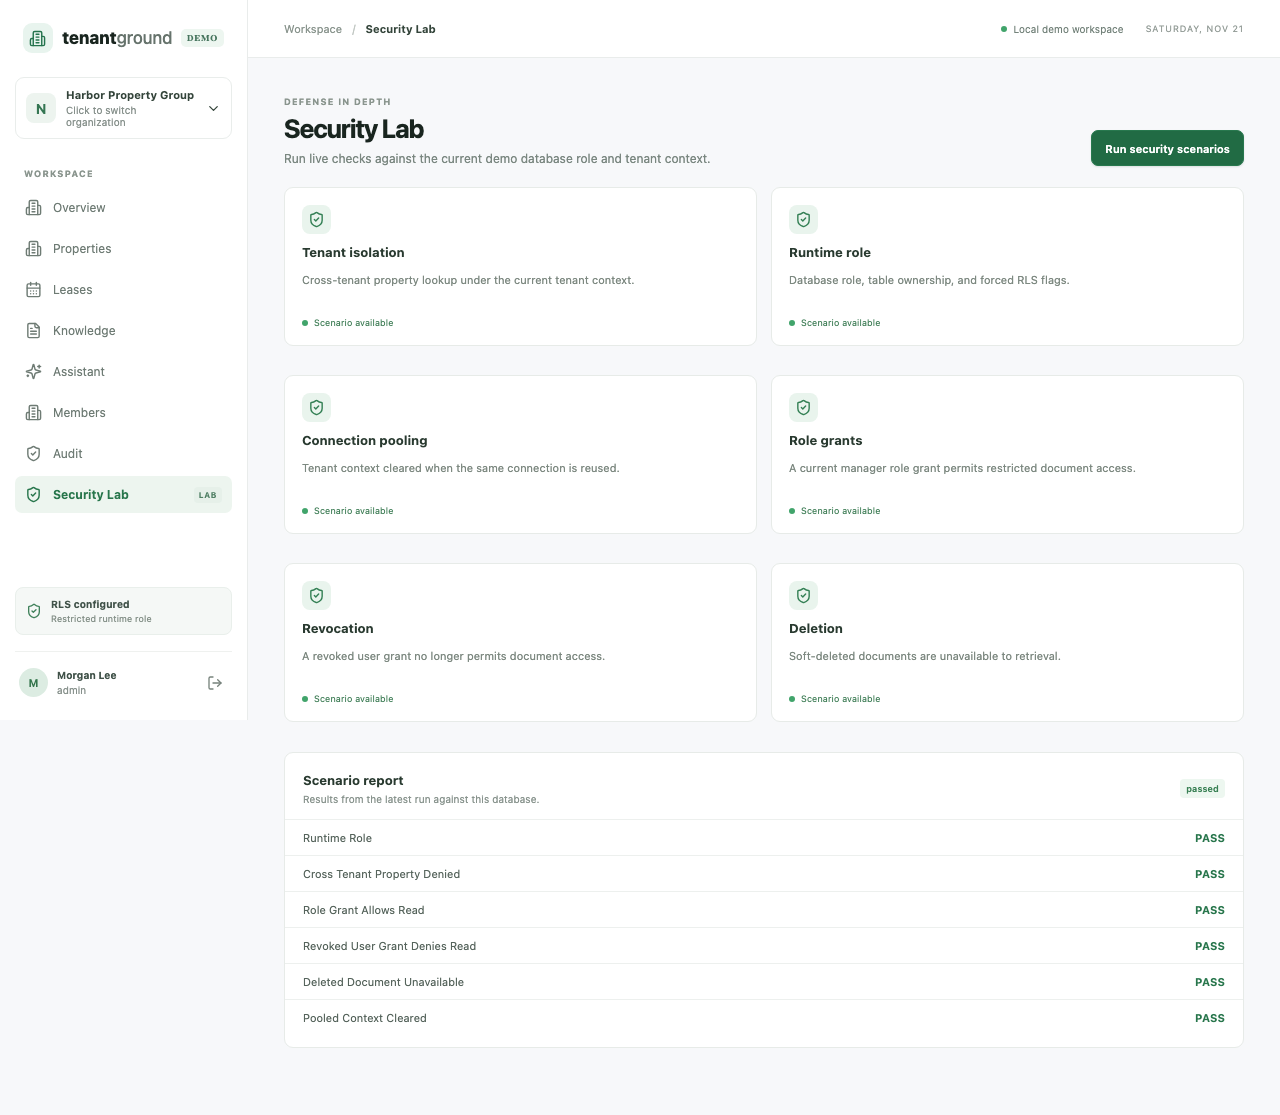 tenantground DEMO
N
Harbor Property Group
Click to switch
organization
WORKSPACE
Overview
Properties
Leases
Knowledge
Assistant
Members
Audit
Security Lab LAB
RLS configured
Restricted runtime role
M
Morgan Lee
admin
Workspace / Security Lab
Local demo workspace
SATURDAY, NOV 21
DEFENSE IN DEPTH
Security Lab
Run live checks against the current demo database role and tenant context.
Run security scenarios
Tenant isolation
Cross-tenant property lookup under the current tenant context.
Scenario available
Runtime role
Database role, table ownership, and forced RLS flags.
Scenario available
Connection pooling
Tenant context cleared when the same connection is reused.
Scenario available
Role grants
A current manager role grant permits restricted document access.
Scenario available
Revocation
A revoked user grant no longer permits document access.
Scenario available
Deletion
Soft-deleted documents are unavailable to retrieval.
Scenario available
Scenario report
Results from the latest run against this database.
passed
Runtime Role PASS
Cross Tenant Property Denied PASS
Role Grant Allows Read PASS
Revoked User Grant Denies Read PASS
Deleted Document Unavailable PASS
Pooled Context Cleared PASS